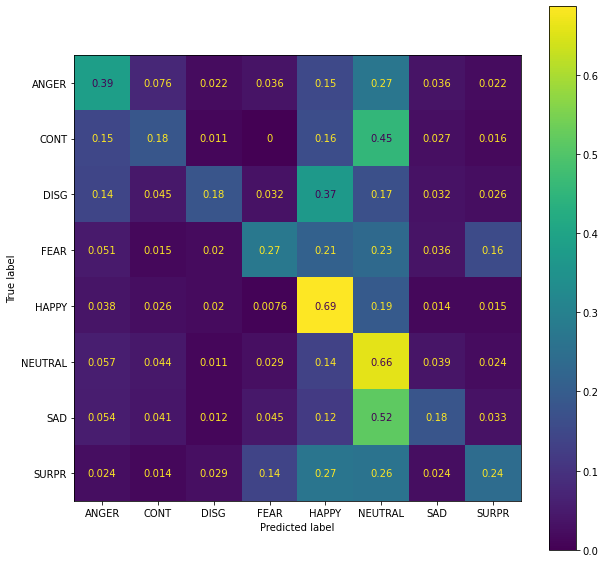 ANGER 0.39 0.076 0.022 0.036 0.15 0.27 0.036 0.022
CONT 0.15 0.18 0.011 0 0.16 0.45 0.027 0.016
DISG 0.14 0.045 0.18 0.032 0.37 0.17 0.032 0.026
FEAR 0.051 0.015 0.02 0.27 0.21 0.23 0.036 0.16
HAPPY 0.038 0.026 0.02 0.0076 0.69 0.19 0.014 0.015
NEUTRAL 0.057 0.044 0.011 0.029 0.14 0.66 0.039 0.024
SAD 0.054 0.041 0.012 0.045 0.12 0.52 0.18 0.033
SURPR 0.024 0.014 0.029 0.14 0.27 0.26 0.024 0.24
ANGER CONT DISG FEAR HAPPY NEUTRAL SAD SURPR
Predicted label
True label
0.6
0.5
0.4
0.3
0.2
0.1
0.0